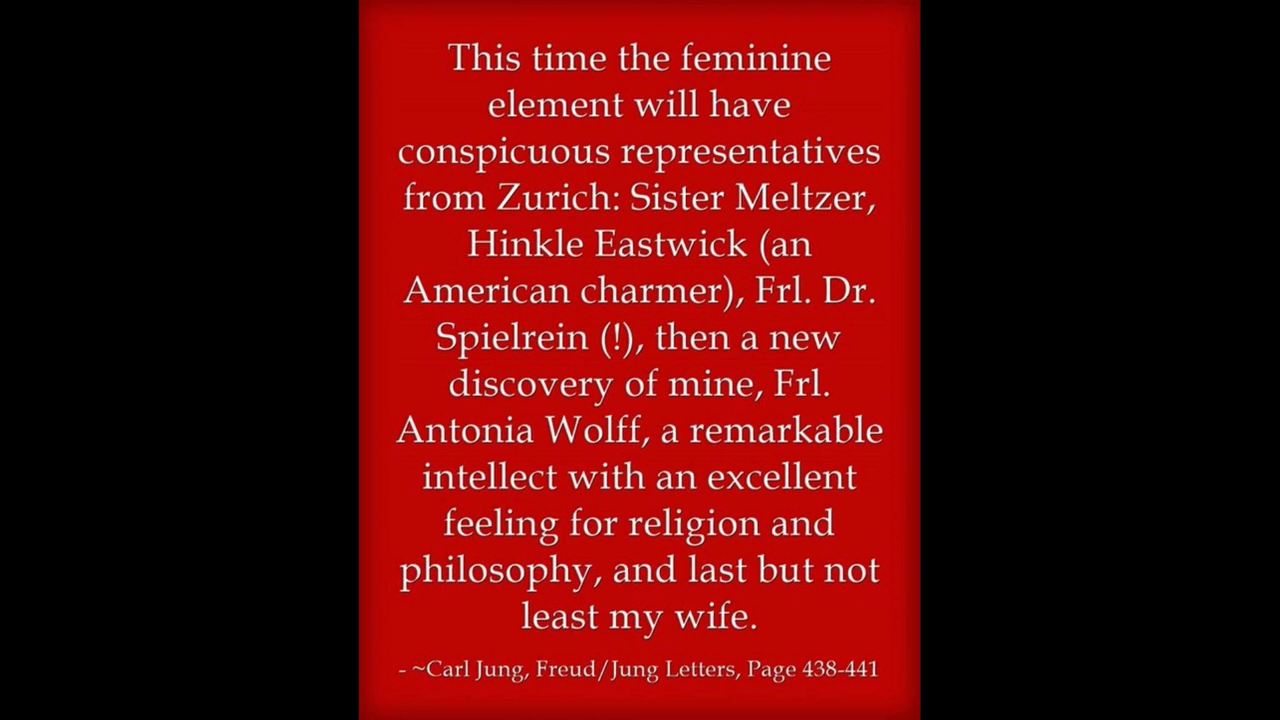 This time the feminine
element will have
conspicuous representatives
from Zurich: Sister Meltzer,
Hinkle Eastwick (an
American charmer), Frl. Dr.
Spielrein (!), then a new
discovery of mine, Frl.
Antonia Wolff, a remarkable
intellect with an excellent
feeling for religion and
philosophy, and last but not
least my wife.
- ~Carl Jung, Freud/Jung Letters, Page 438-441